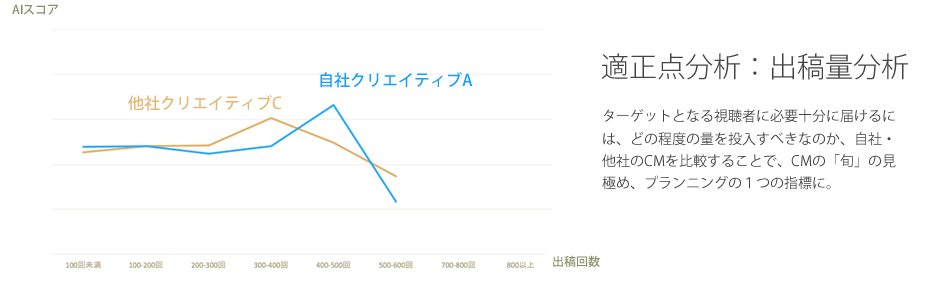 AIスコア
適正点分析：出稿量分析
自社クリエイティブA
他社クリエイティブC
ターゲットとなる視聴者に必要十分に届けるに
は、どの程度の量を投入すべきなのか、自社・
他社のCMを比較することで、CMの「旬」の見
極め、プランニングの１つの指標に。
100回未満 100-200回 200-300回 300-400回 400-500回 500-600回 700-800回 800以上
出稿回数